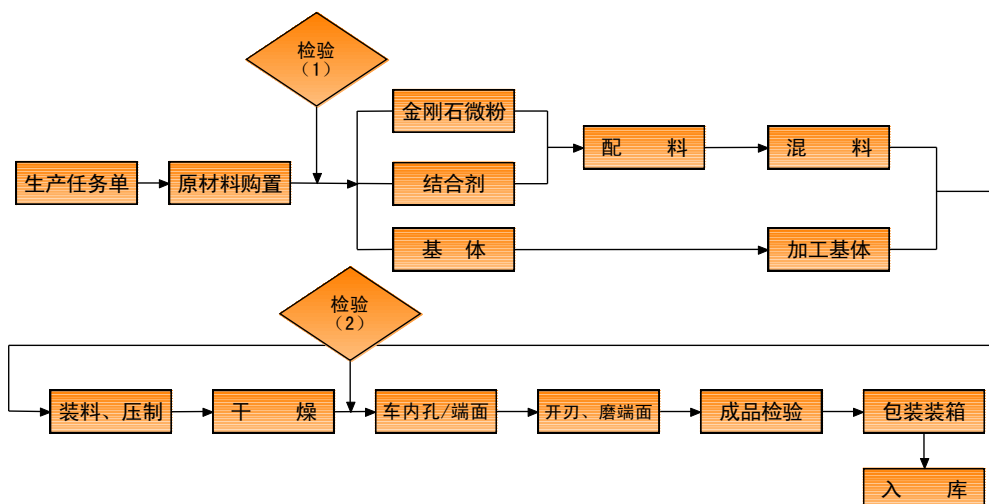 检验
（1）
金刚石微粉
配 料
混 料
生产任务单
原材料购置
结合剂
基 体
加工基体
检验
（2）
装料、压制
干 燥
车内孔/端面
开刃、磨端面
成品检验
包装装箱
入 库